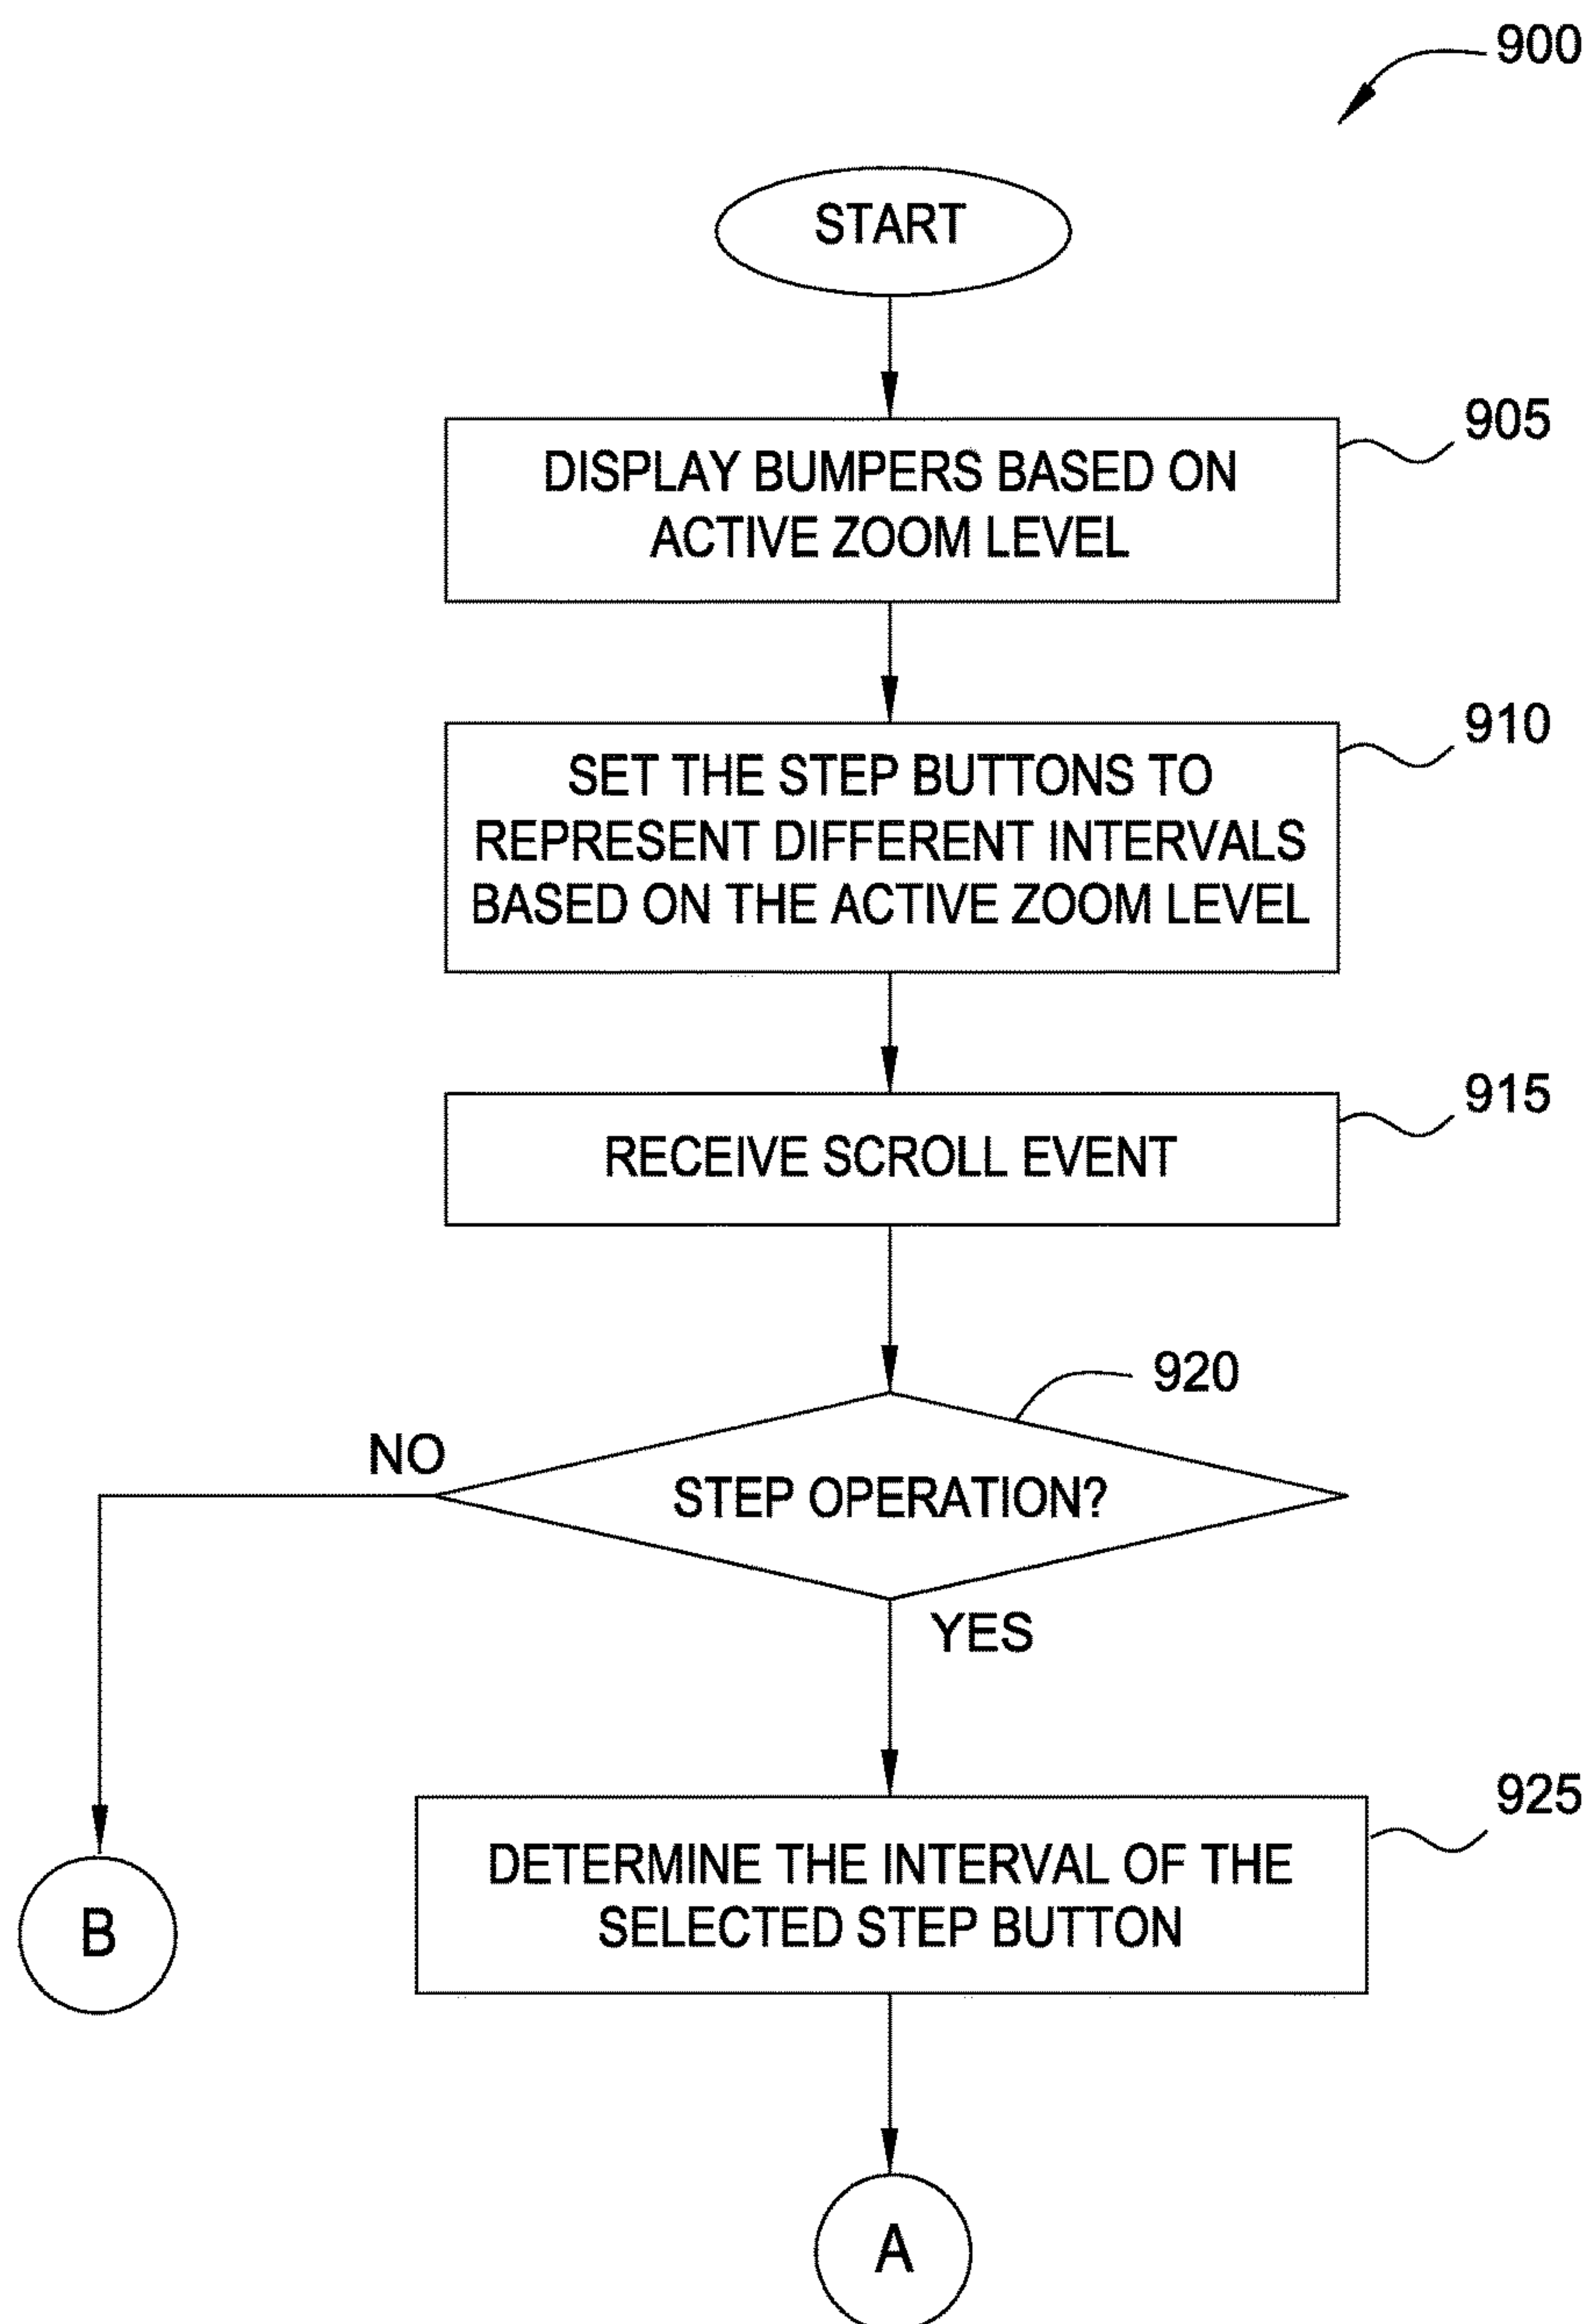 900
START
905
DISPLAY BUMPERS BASED ON
ACTIVE ZOOM LEVEL
910
SET THE STEP BUTTONS TO
REPRESENT DIFFERENT INTERVALS
BASED ON THE ACTIVE ZOOM LEVEL
915
RECEIVE SCROLL EVENT
920
NO
STEP OPERATION?
YES
925
DETERMINE THE INTERVAL OF THE
SELECTED STEP BUTTON
B
A